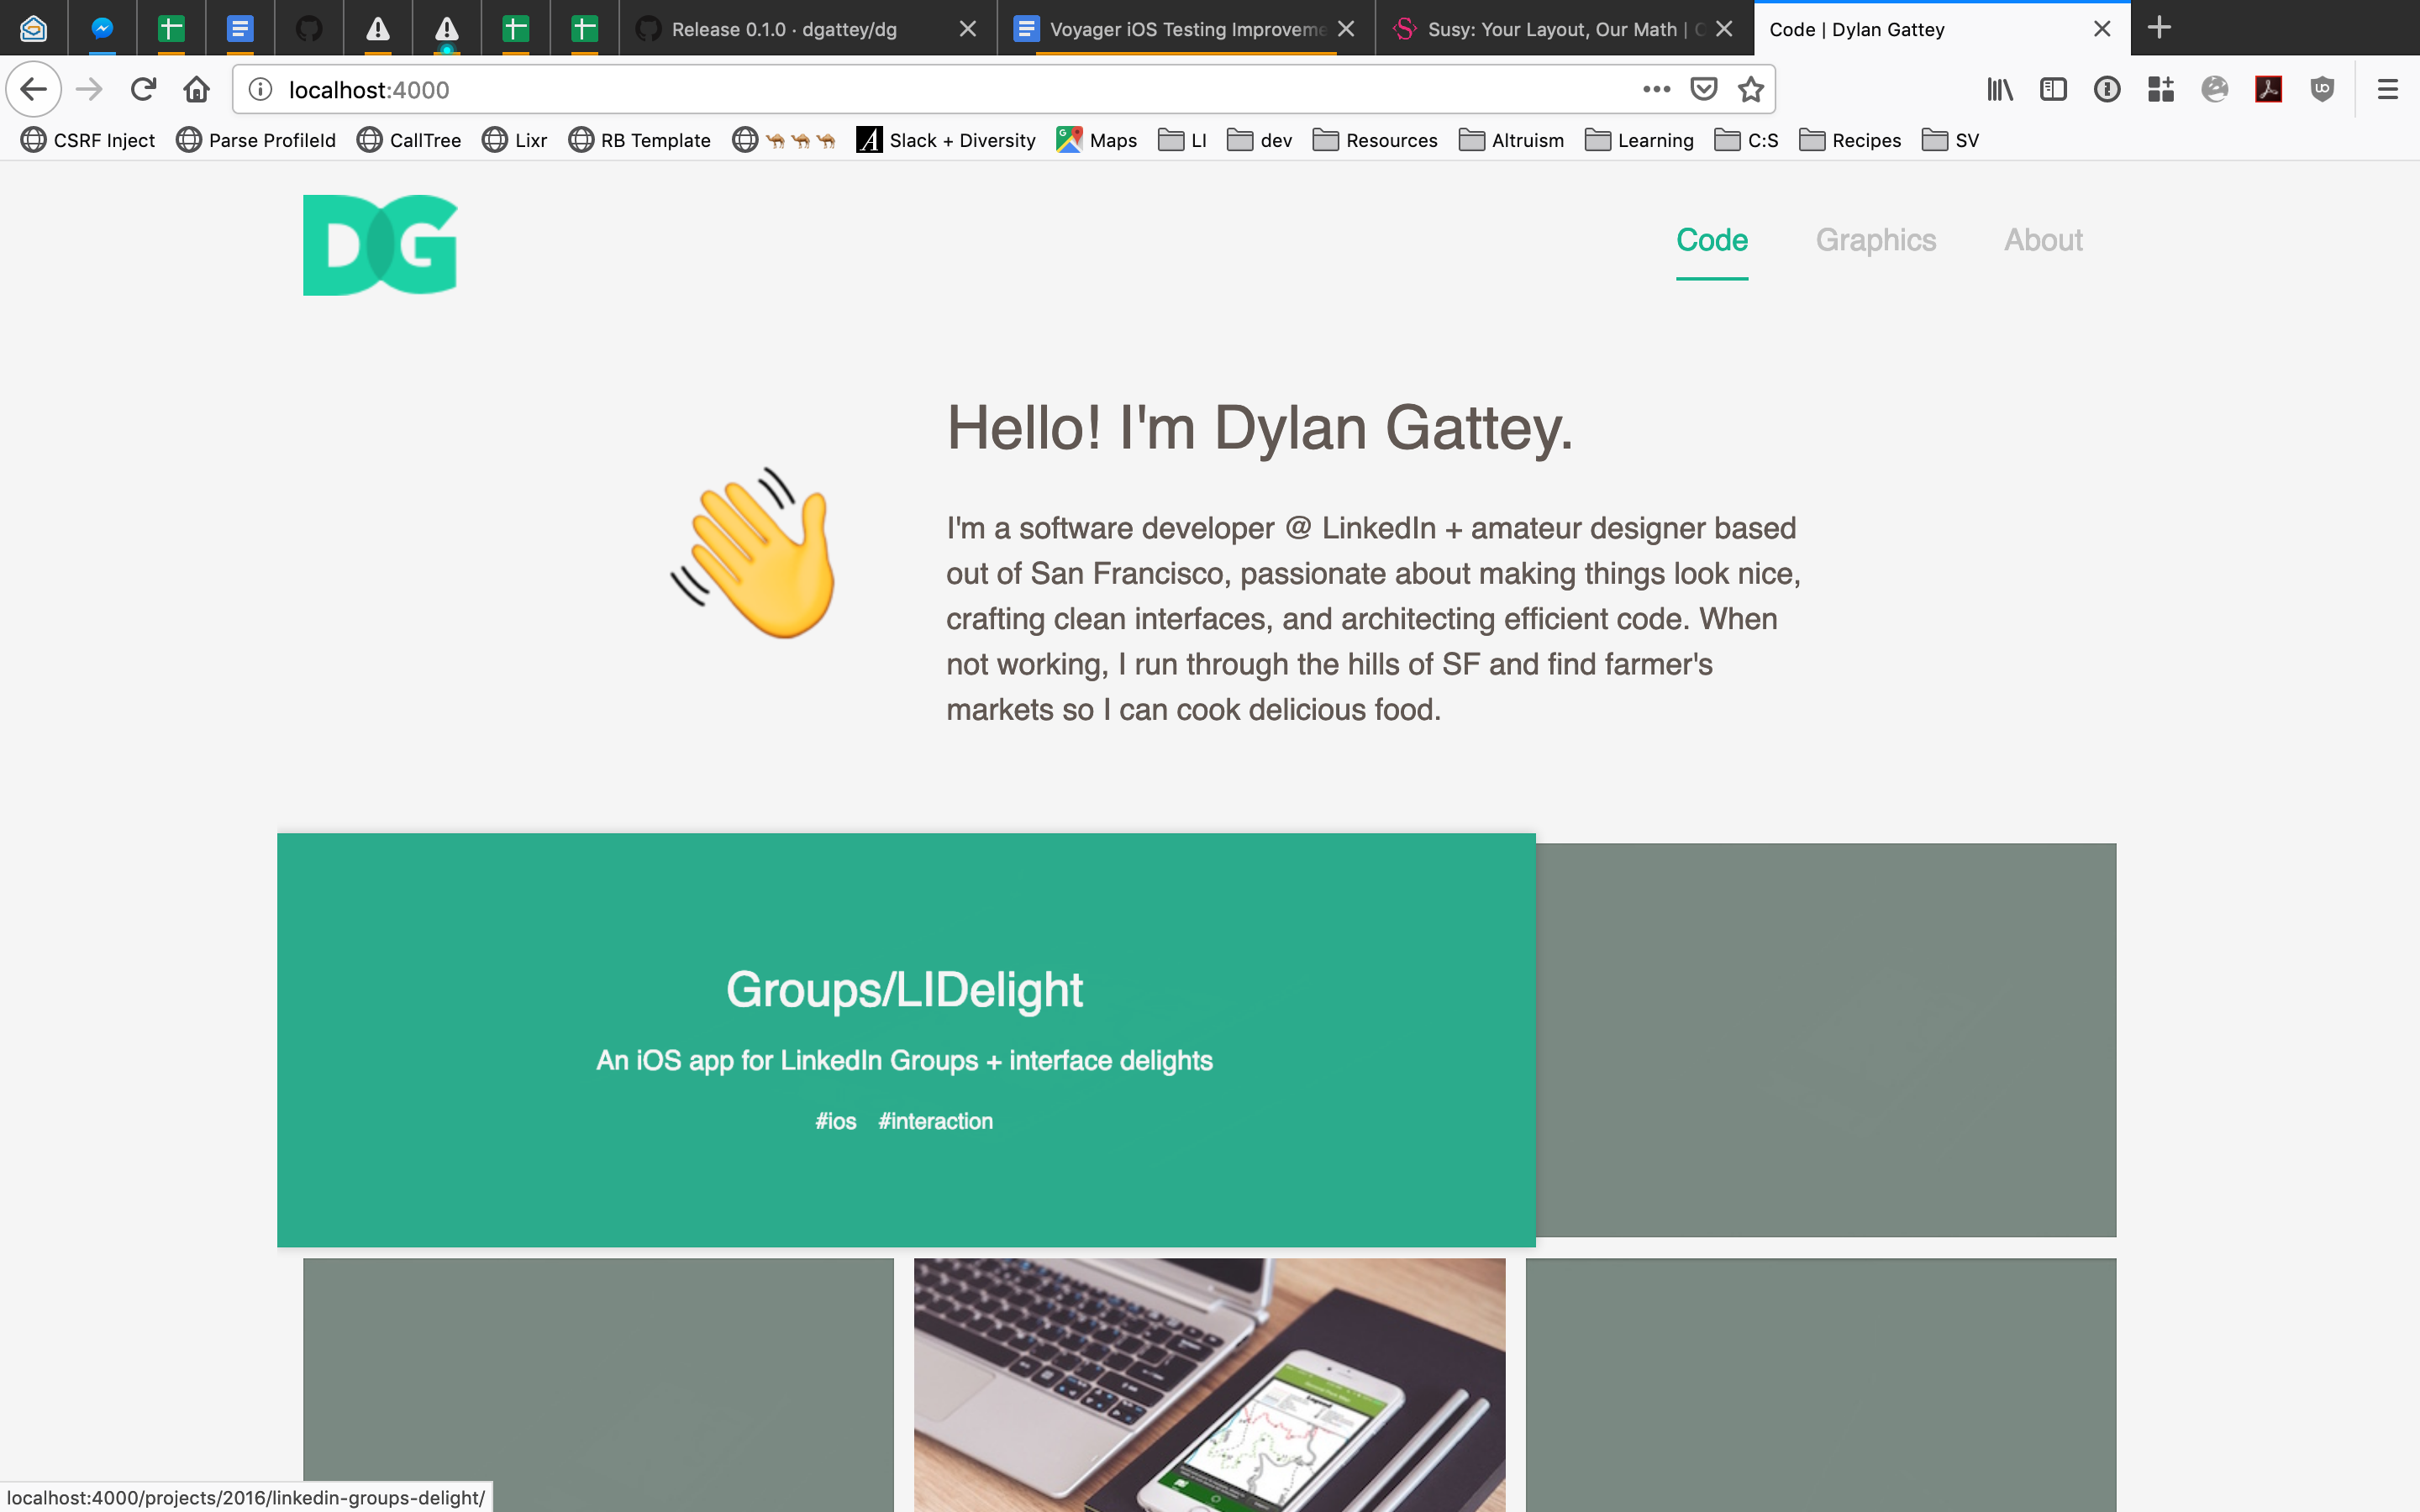 Release 0.1.0 · dgattey/dg
Voyager iOS Testing Improveme
Susy: Your Layout, Our Math |
Code | Dylan Gattey
localhost:4000
CSRF Inject
Parse ProfileId
CallTree
Lixr
RB Template
Slack + Diversity
Maps
LI
dev
Resources
Altruism
Learning
C:S
Recipes
SV
DG
Code
Graphics
About
Hello! I'm Dylan Gattey.
I'm a software developer @ LinkedIn + amateur designer based
out of San Francisco, passionate about making things look nice,
crafting clean interfaces, and architecting efficient code. When
not working, I run through the hills of SF and find farmer's
markets so I can cook delicious food.
Groups/LIDelight
An iOS app for LinkedIn Groups + interface delights
#ios #interaction
Legend
localhost:4000/projects/2016/linkedin-groups-delight/